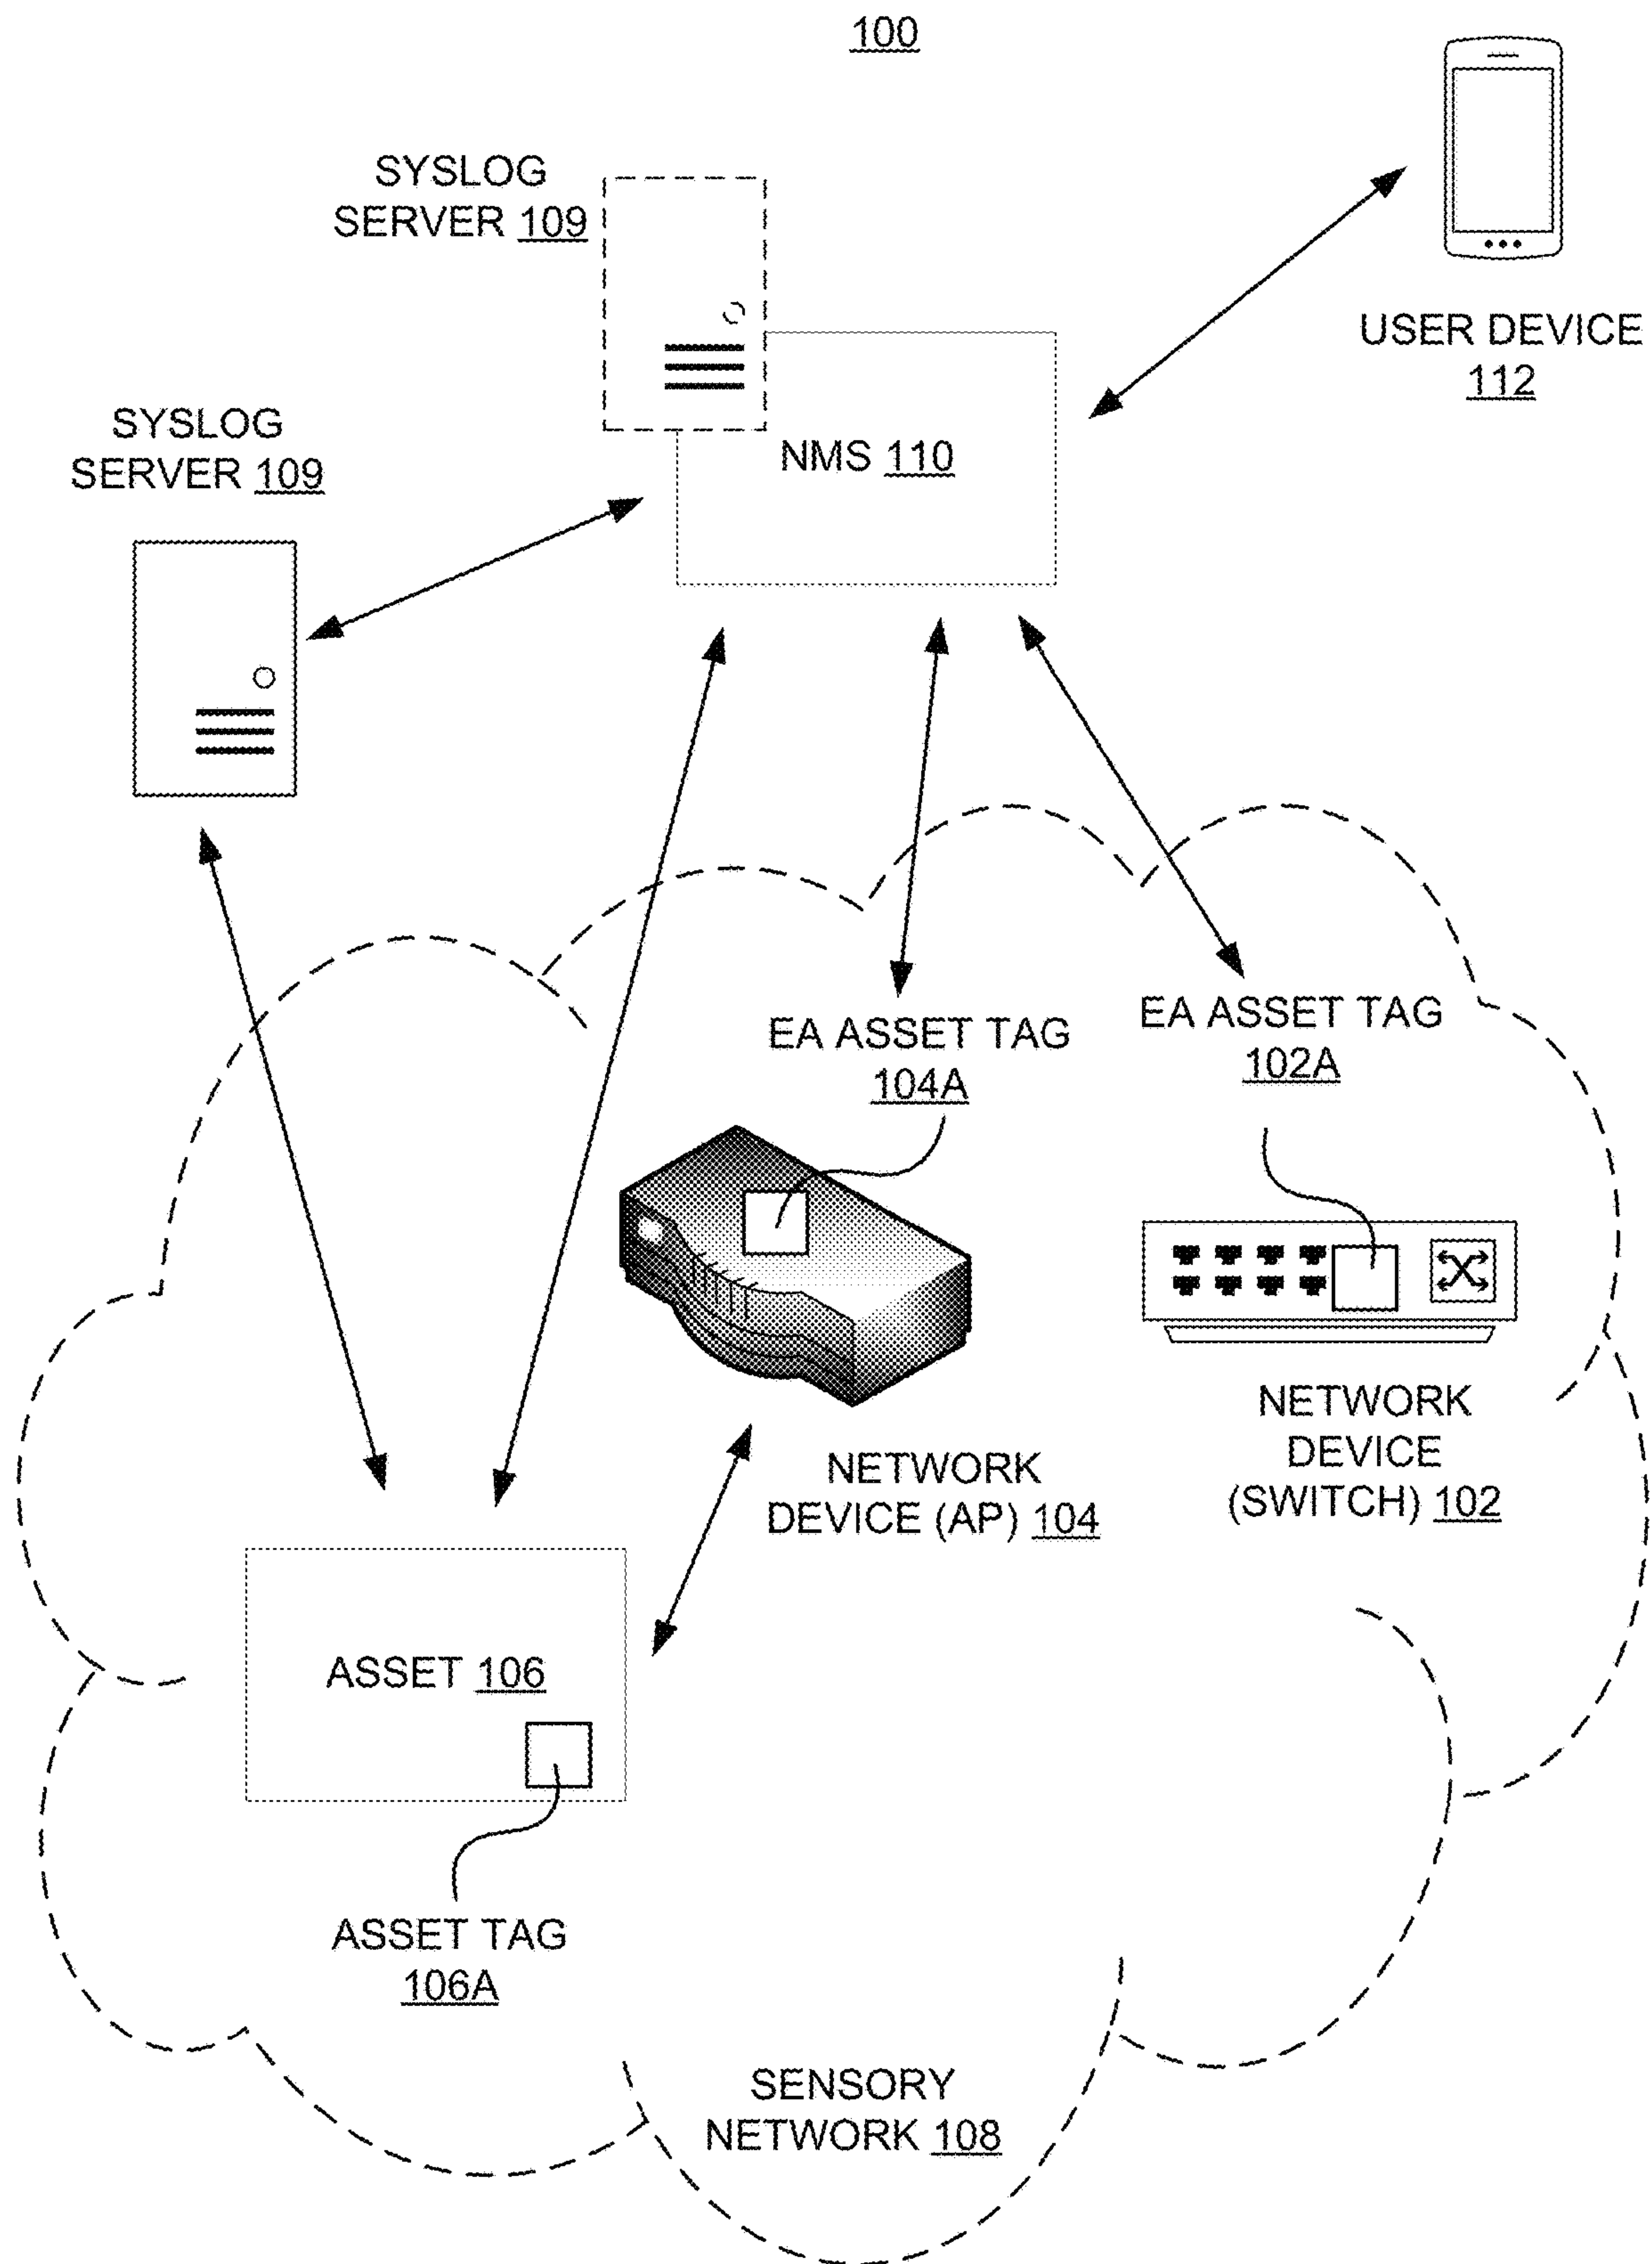 100
SYSLOG
SERVER 109
USER DEVICE
112
SYSLOG
SERVER 109
NMS 110
EA ASSET TAG
104A
EA ASSET TAG
102A
NETWORK
DEVICE (AP) 104
NETWORK
DEVICE
(SWITCH) 102
ASSET 106
ASSET TAG
106A
SENSORY
NETWORK 108